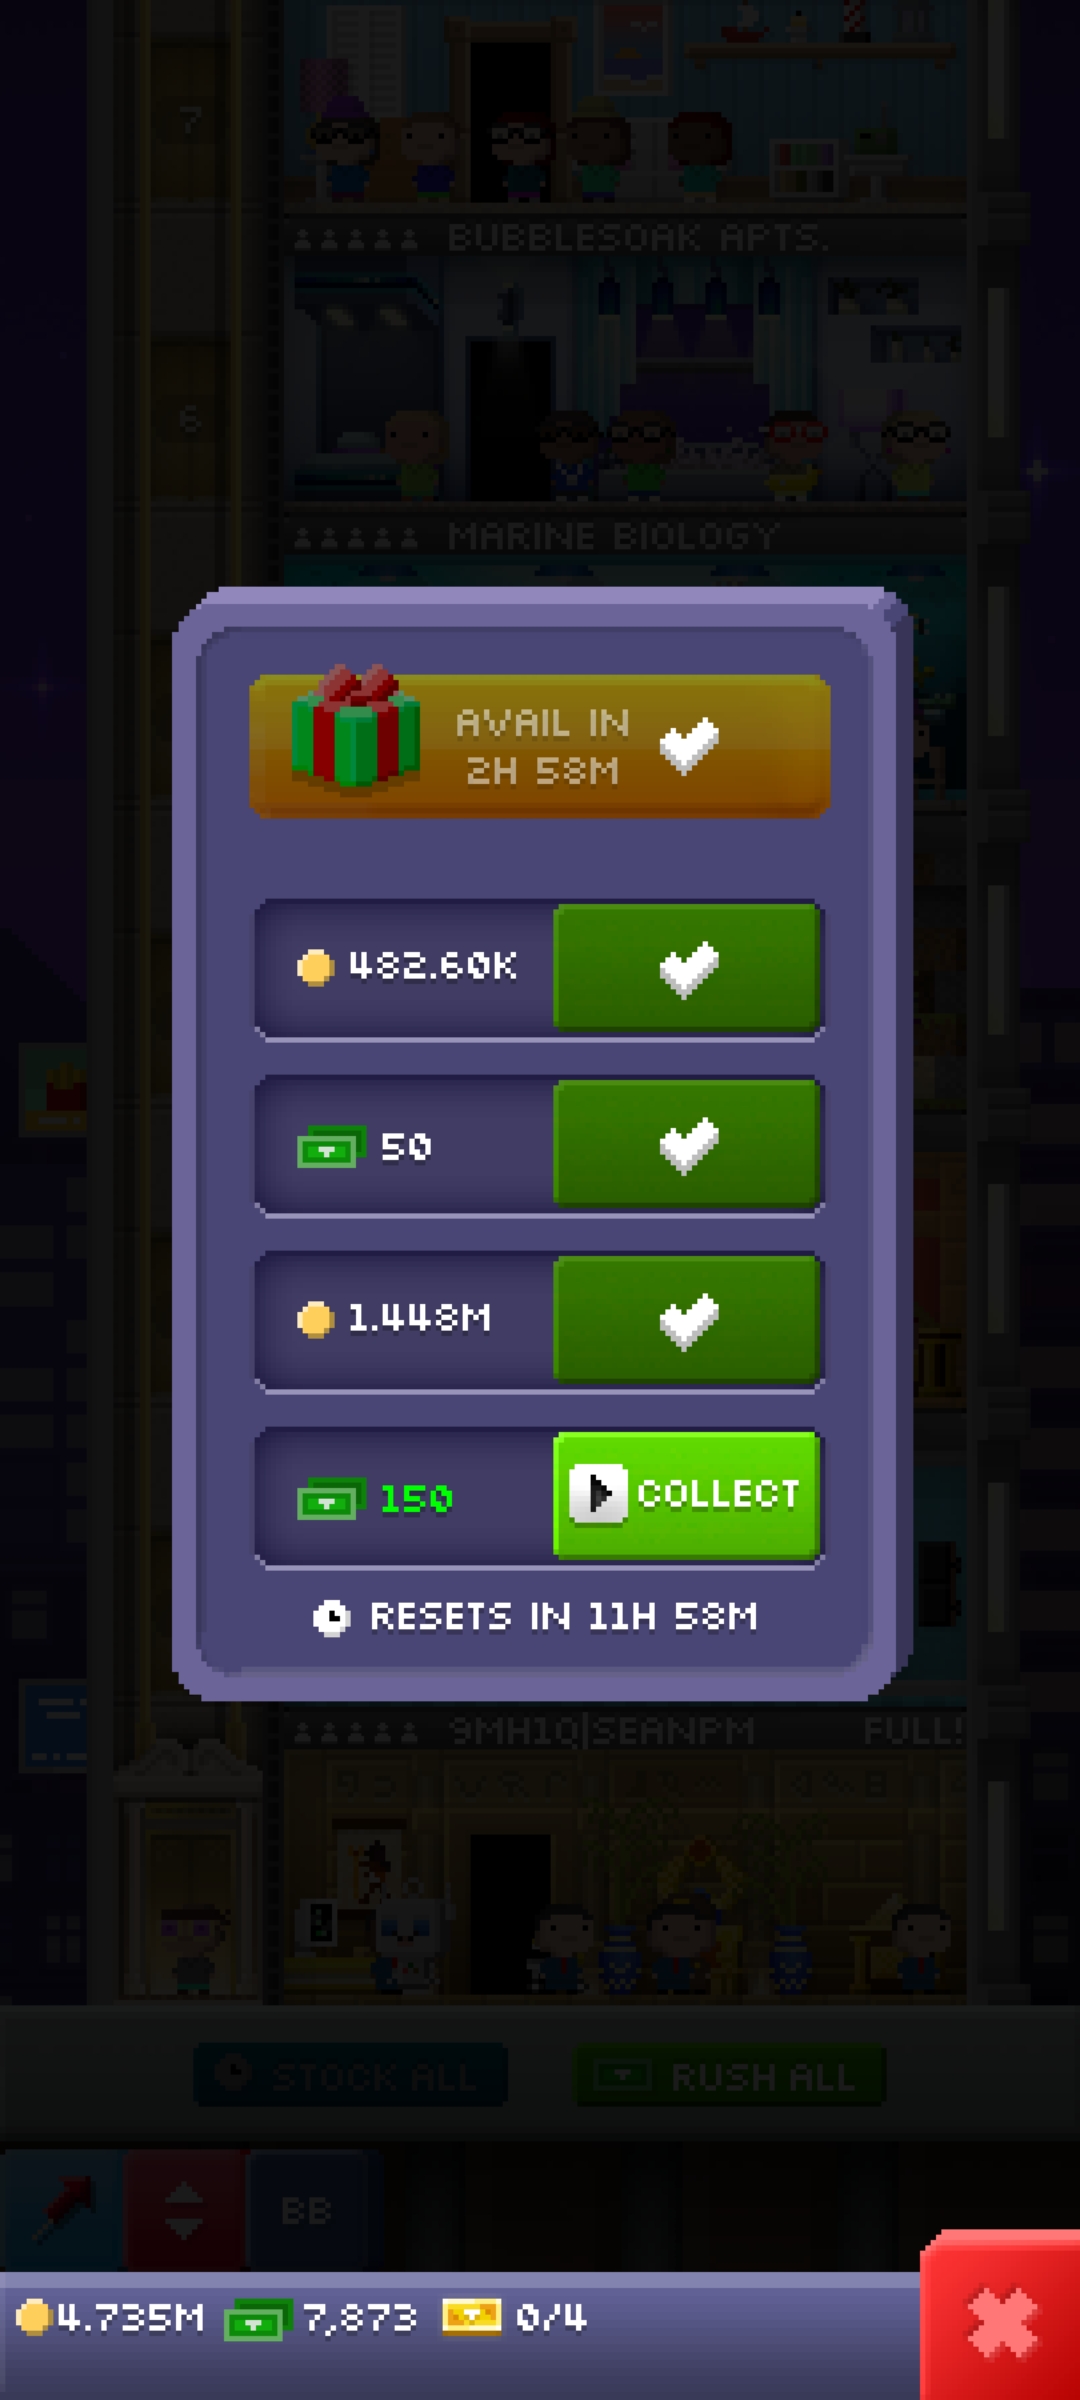 7
BUBBLESOAK APTS.
6
MARINE BIOLOGY
AVAIL IN
2H 58M
482.60K
50
1.448M
150
COLLECT
RESETS IN 11H 58M
9MH1Q|SEANPM FULL!
STOCK ALL
RUSH ALL
BB
4.735M 7,873 0/4